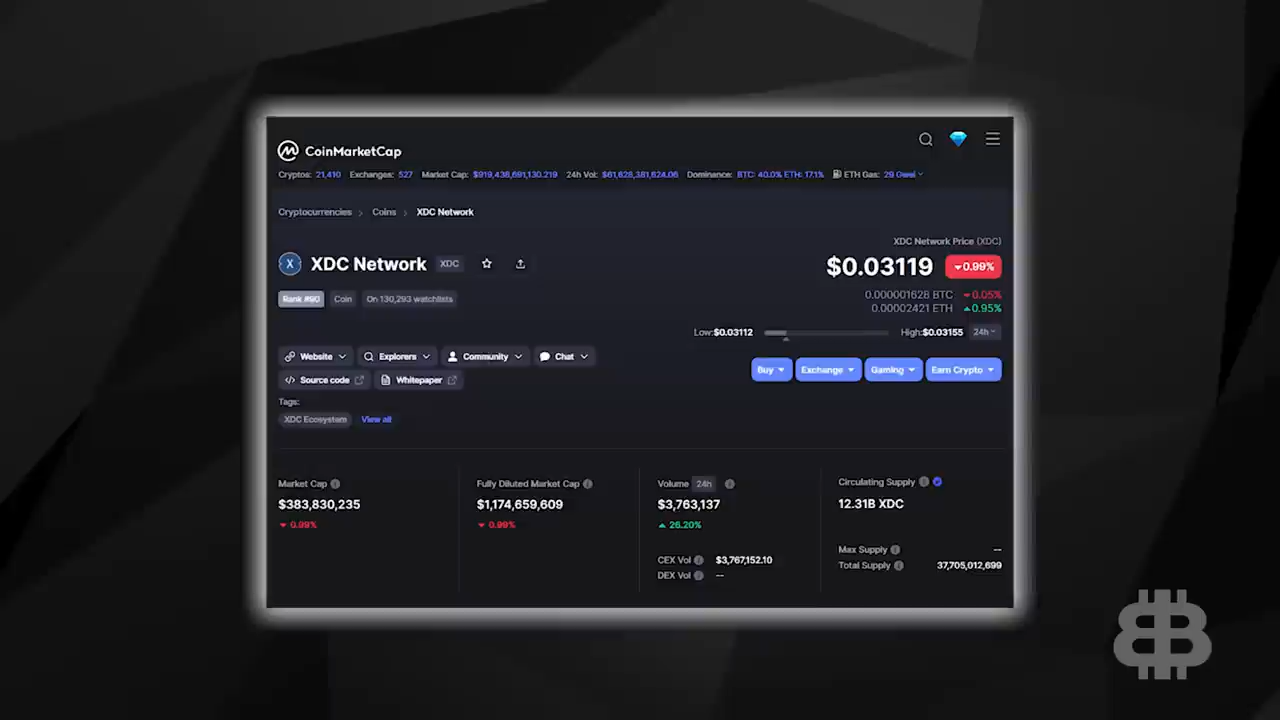 CoinMarketCap
Cryptos: 21,410 Exchanges: 527 Market Cap: $919,438,691,130.219 24h Vol: $61,628,381,624.06 Dominance: BTC: 40.0% ETH: 17.1% ETH Gas: 29 Gwei
Cryptocurrencies Coins XDC Network
XDC Network Price (XDC)
X XDC Network XDC $0.03119 0.99%
0.000001628 BTC 0.05%
Rank #90 Coin On 130,293 watchlists
0.00002421 ETH 0.95%
Low: $0.03112 High: $0.03155 24h
Website Explorers Community Chat
Buy Exchange Gaming Earn Crypto
Source code Whitepaper
Tags:
XDC Ecosystem View all
Market Cap Fully Diluted Market Cap Volume 24h Circulating Supply
$383,830,235 $1,174,659,609 $3,763,137 12.31B XDC
0.99% 0.99% 26.20%
Max Supply --
CEX Vol $3,767,152.10
Total Supply 37,705,012,699
DEX Vol --